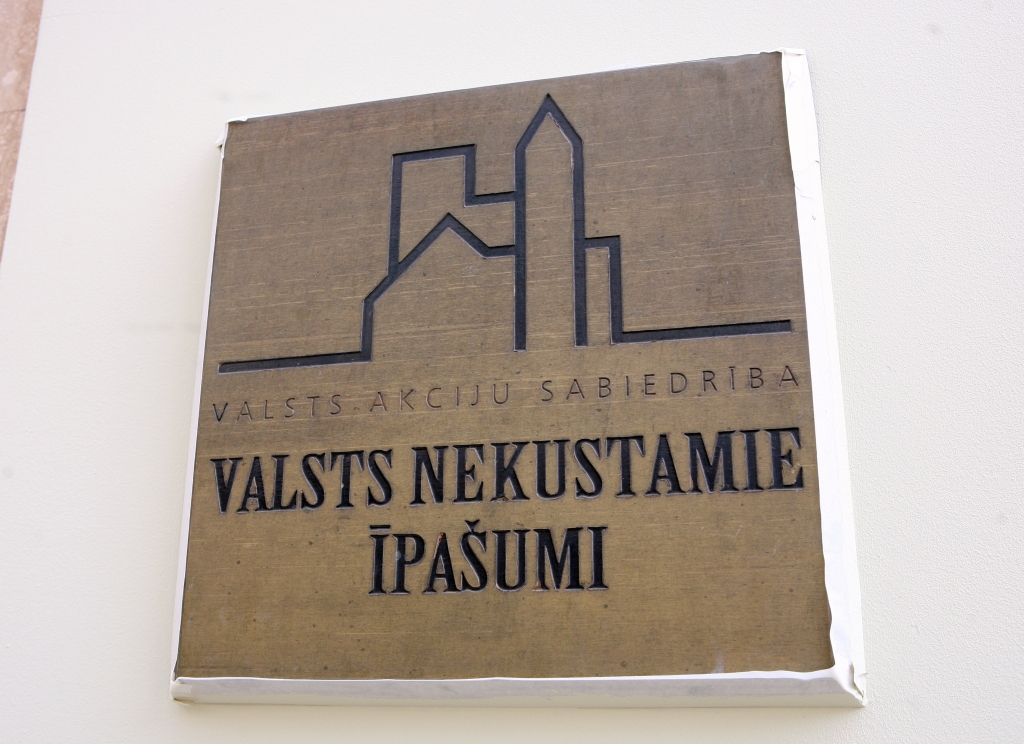 VALSTS AKCIJU SABIEDRĪBA
VALSTS NEKUSTAMIE
ĪPAŠUMI